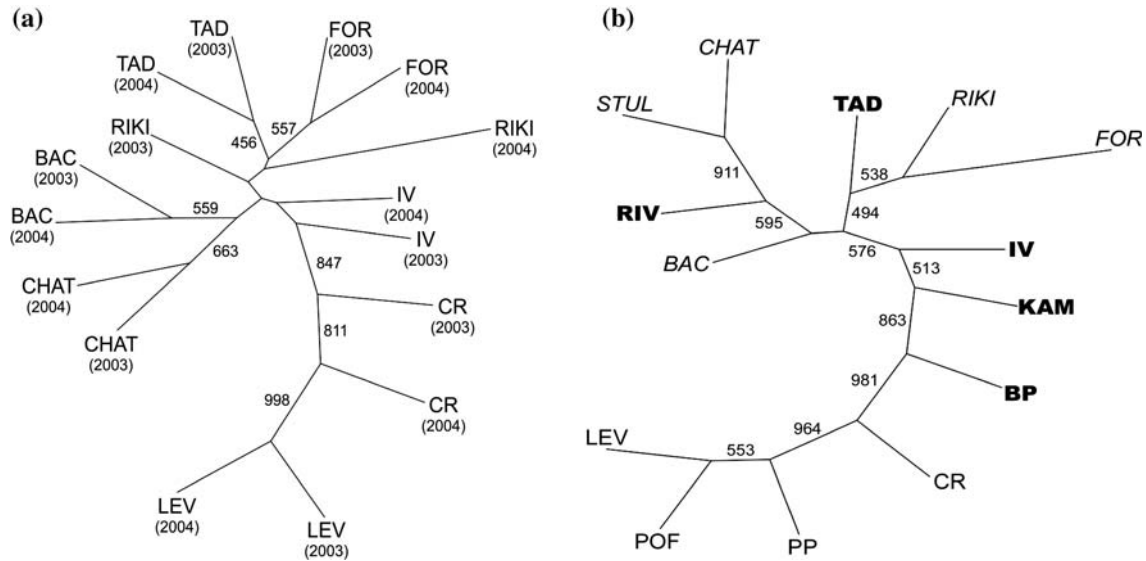 (a)
TAD
(2003)
FOR
(2003)
TAD
(2004)
FOR
(2004)
RIKI
(2003)
456
557
RIKI
(2004)
BAC
(2003)
BAC
(2004)
559
IV
(2004)
IV
(2003)
663
847
CHAT
(2004)
CR
(2003)
CHAT
(2003)
811
998
CR
(2004)
LEV
(2004)
LEV
(2003)
(b)
CHAT
STUL
TAD
RIKI
FOR
911
538
RIV
595
494
BAC
576
IV
513
KAM
863
981
BP
LEV
553
964
CR
POF
PP